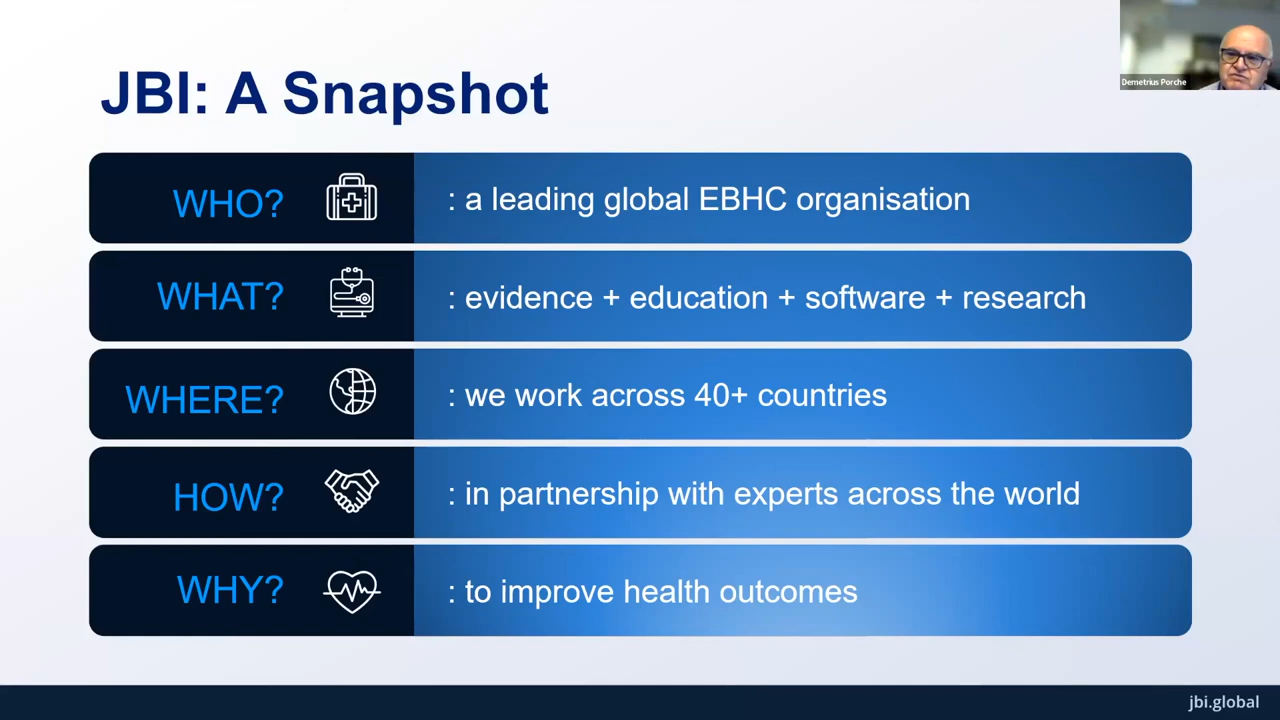 Demetrius Porche
JBI: A Snapshot
WHO? : a leading global EBHC organisation
WHAT? : evidence + education + software + research
WHERE? : we work across 40+ countries
HOW? : in partnership with experts across the world
WHY? : to improve health outcomes
jbi.global